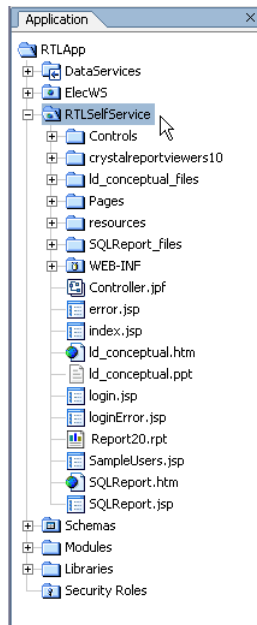 Application
RTLApp
DataServices
ElecWS
RTLSelfService
Controls
crystalreportviewers10
ld_conceptual_files
Pages
resources
SQLReport_files
WEB-INF
Controller.jpf
error.jsp
index.jsp
ld_conceptual.htm
ld_conceptual.ppt
login.jsp
loginError.jsp
Report20.rpt
SampleUsers.jsp
SQLReport.htm
SQLReport.jsp
Schemas
Modules
Libraries
Security Roles